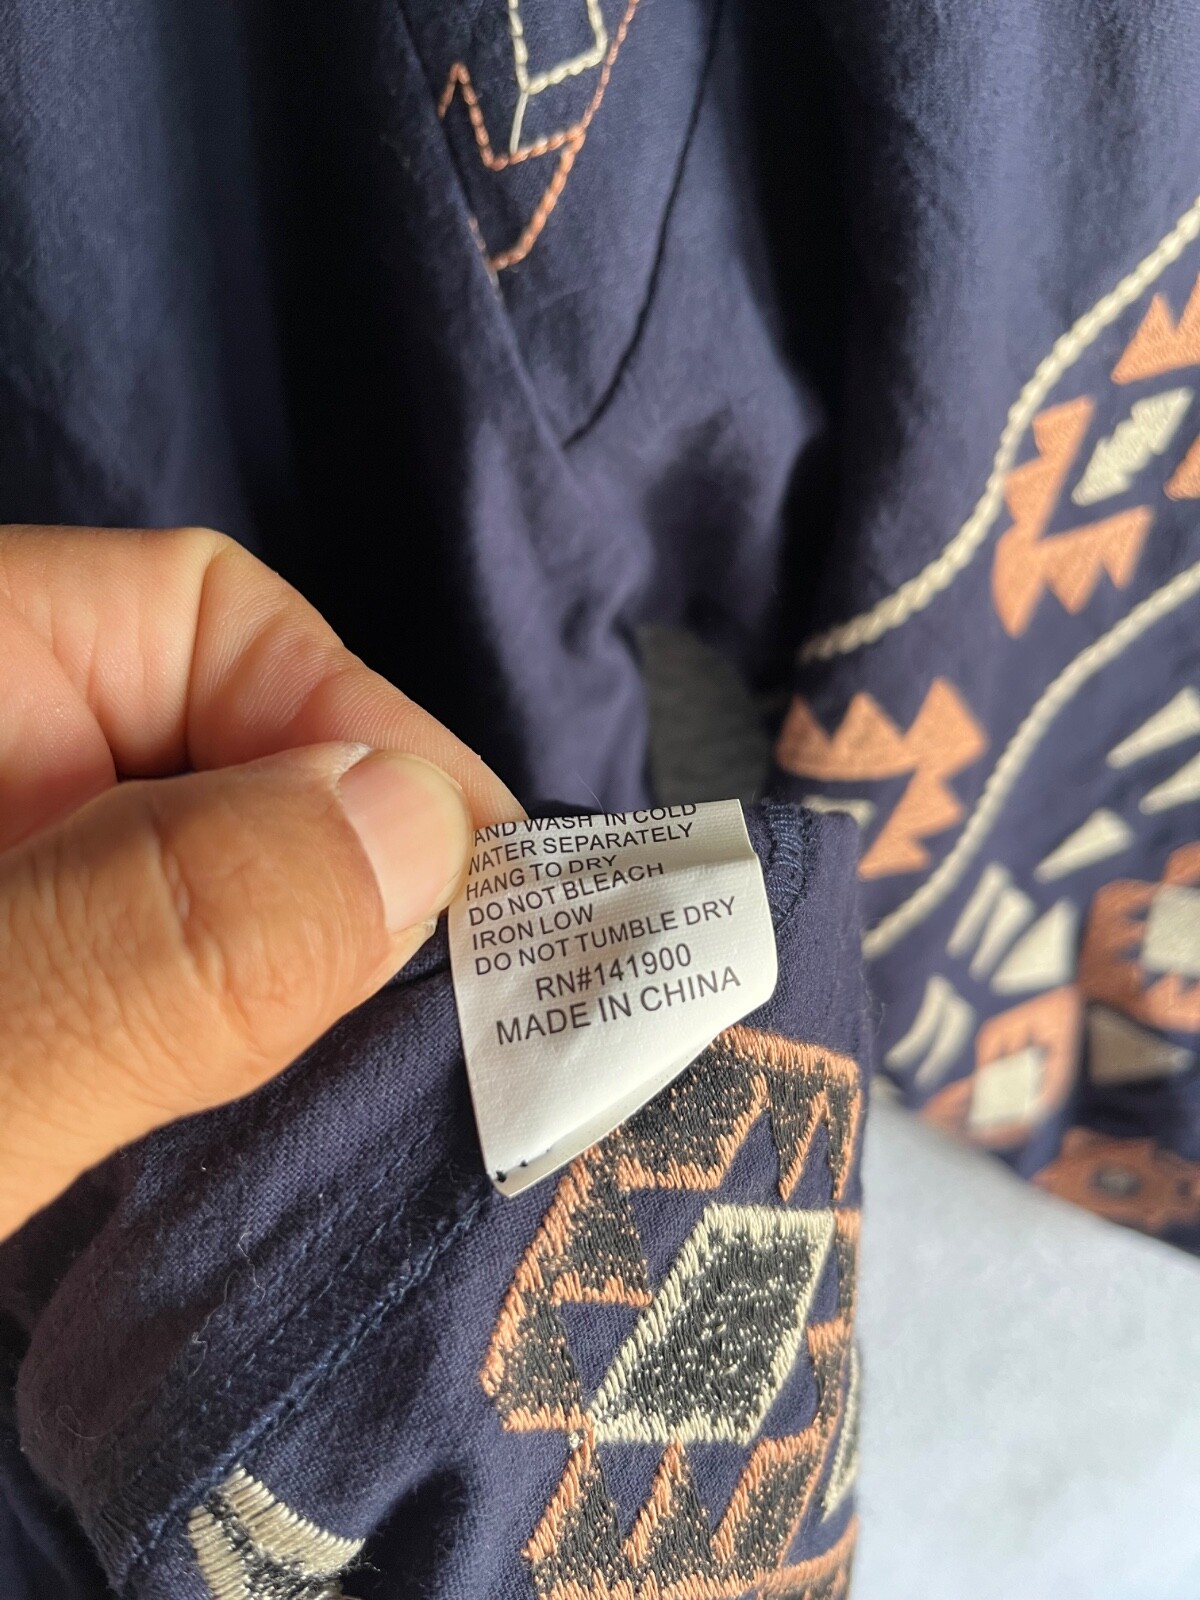 AND WASH IN COLD
WATER SEPARATELY
HANG TO DRY
DO NOT BLEACH
IRON LOW
DO NOT TUMBLE DRY
RN#141900
MADE IN CHINA